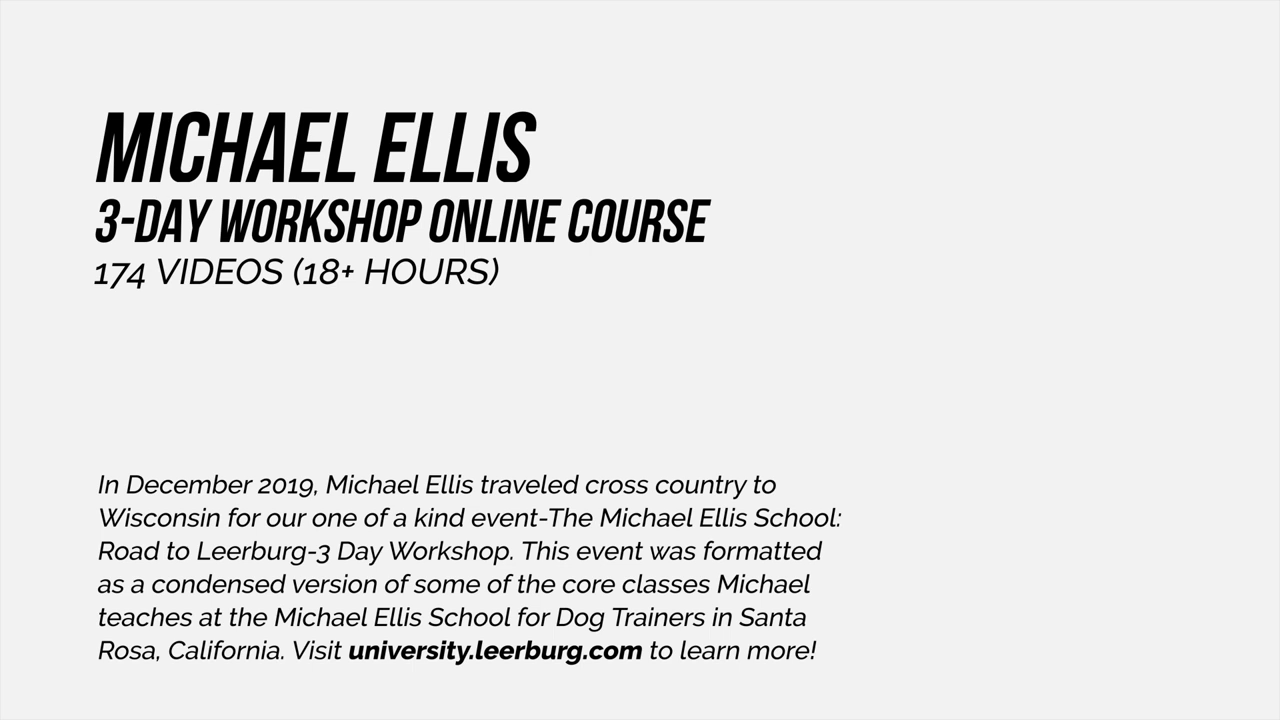 MICHAEL ELLIS
3-DAY WORKSHOP ONLINE COURSE
174 VIDEOS (18+ HOURS)
In December 2019, Michael Ellis traveled cross country to
Wisconsin for our one of a kind event-The Michael Ellis School:
Road to Leerburg-3 Day Workshop. This event was formatted
as a condensed version of some of the core classes Michael
teaches at the Michael Ellis School for Dog Trainers in Santa
Rosa, California. Visit university.leerburg.com to learn more!